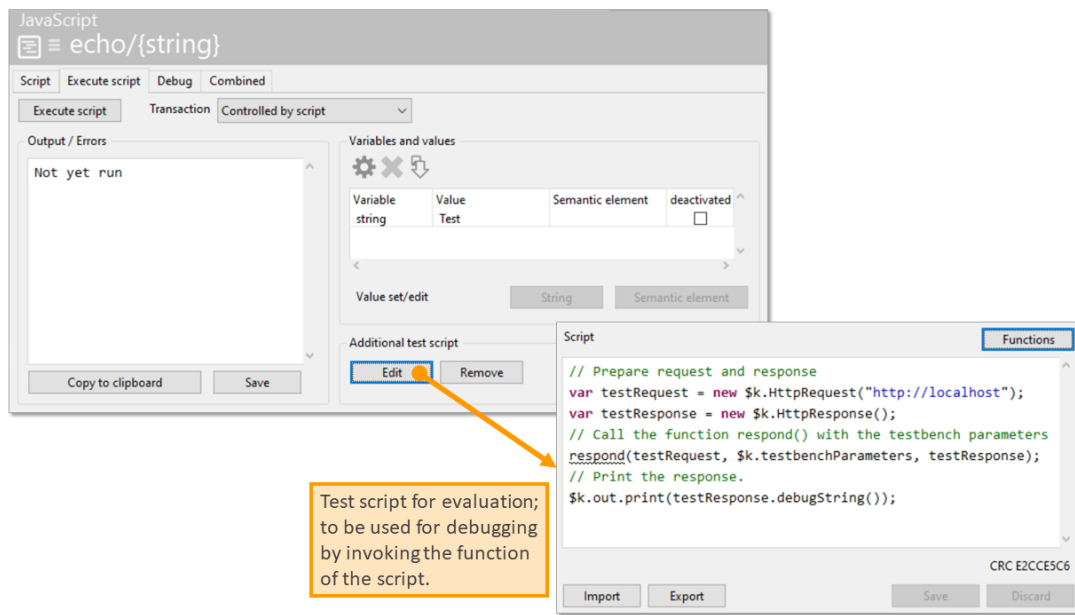 JavaScript
echo/{string}
Script Execute script Debug Combined
Execute script Transaction Controlled by script
Output / Errors
Not yet run
Copy to clipboard Save
Variables and values
Variable Value Semantic element deactivated
string Test
Value set/edit String Semantic element
Additional test script
Edit Remove
Script Functions
// Prepare request and response
var testRequest = new $k.HttpRequest("http://localhost");
var testResponse = new $k.HttpResponse();
// Call the function respond() with the testbench parameters
respond(testRequest, $k.testbenchParameters, testResponse);
// Print the response.
$k.out.print(testResponse.debugString());
CRC E2CCE5C6
Import Export Save Discard
Test script for evaluation;
to be used for debugging
by invoking the function
of the script.